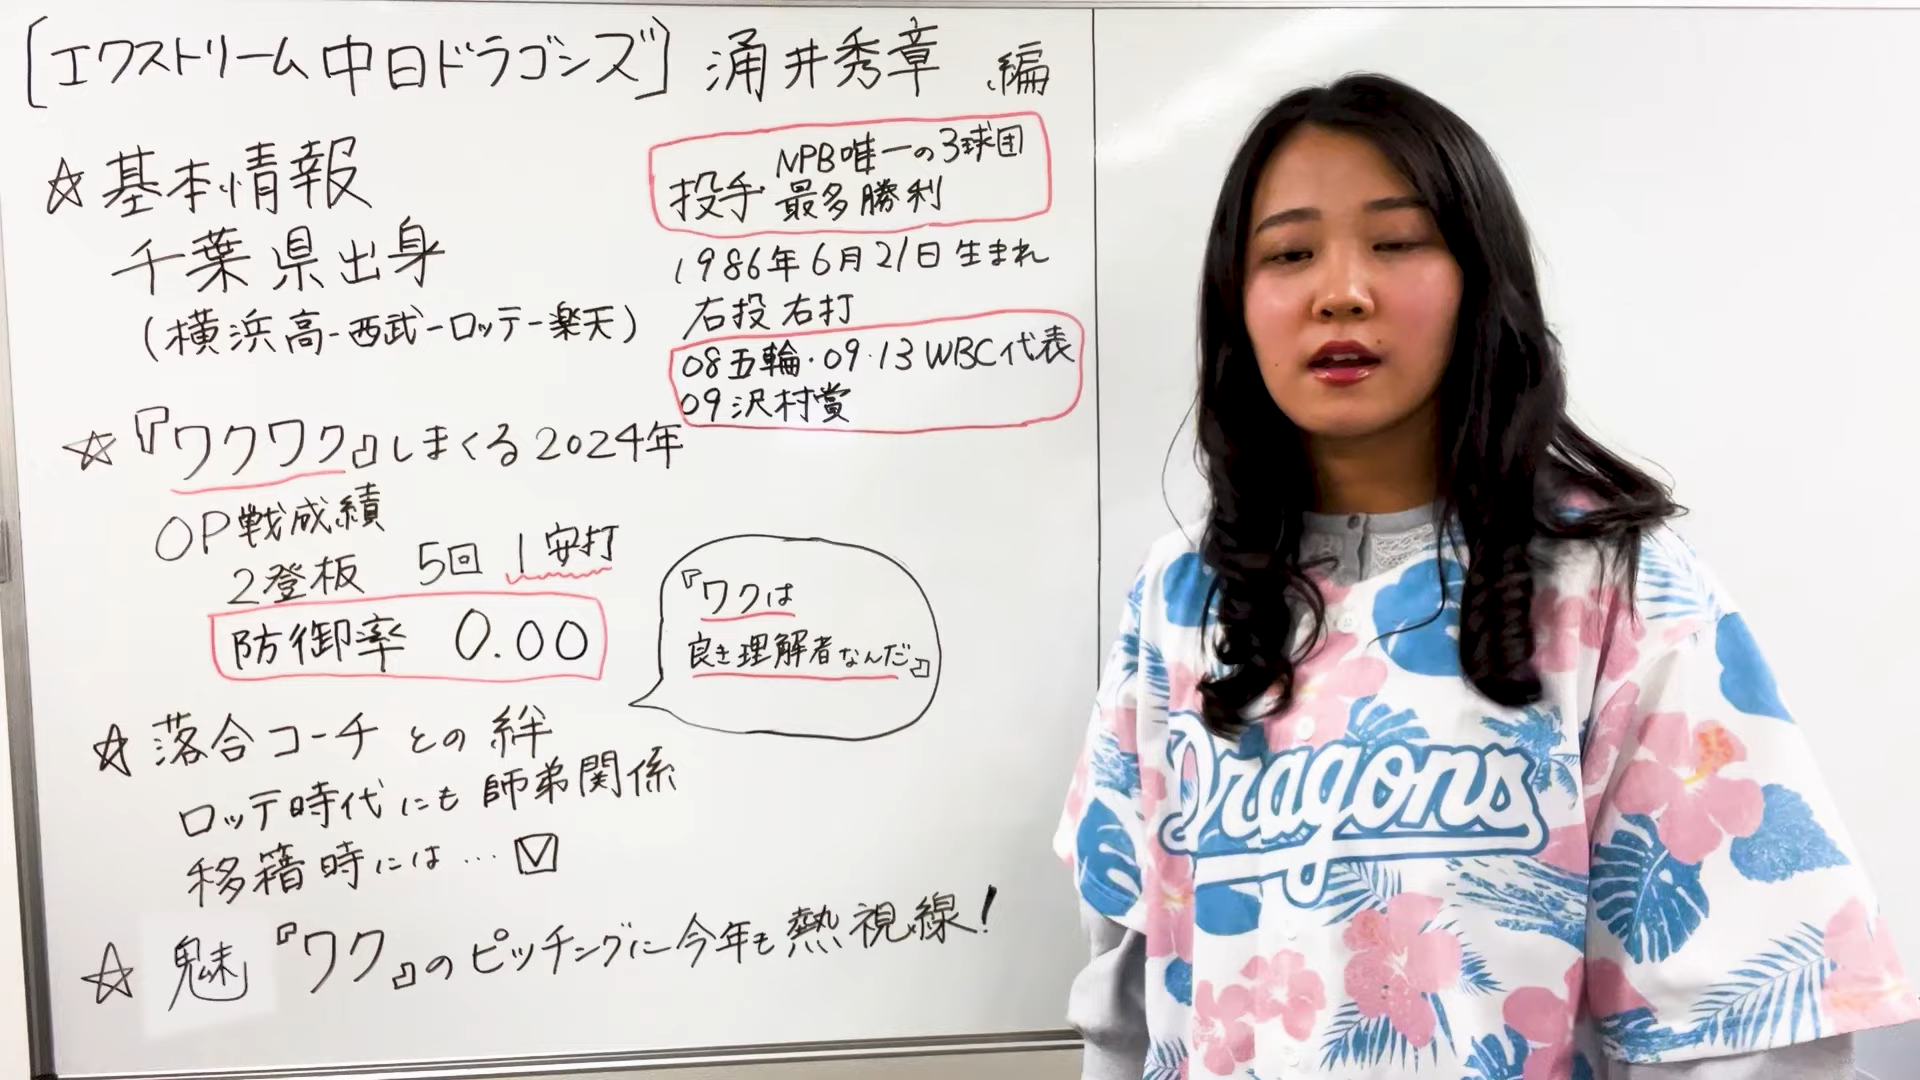 ［エクストリーム中日ドラゴンズ］ 涌井秀章 編
☆基本情報
千葉県出身
(横浜高-西武-ロッテ-楽天)
投手 NPB唯一の3球団
最多勝利
1986年6月21日生まれ
右投右打
08五輪・09・13WBC代表
09沢村賞
☆『ワクワク』しまくる2024年
OP戦成績
2登板 5回 1安打
防御率 0.00
『ワクは
良き理解者なんだ』
☆落合コーチとの絆
ロッテ時代にも師弟関係
移籍時には…☑
☆魅『ワク』のピッチングに今年も熱視線!
Dragons